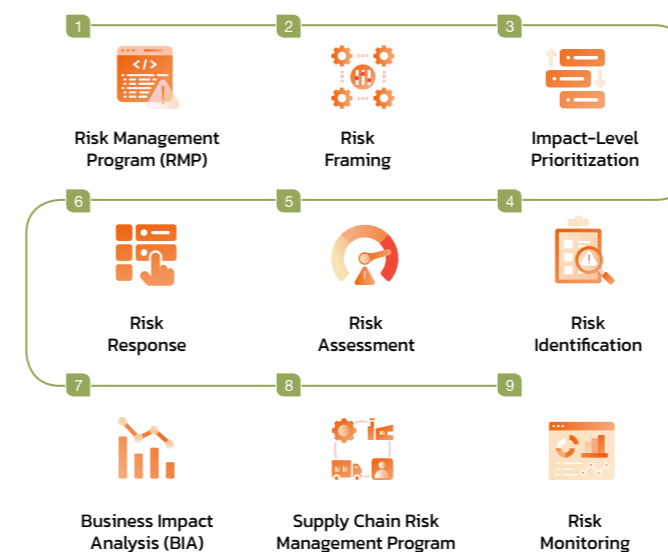 1
2
3
</>
Risk Management
Program (RMP)
Risk
Framing
Impact-Level
Prioritization
4
Risk
Identification
5
Risk
Assessment
6
Risk
Response
7
Business Impact
Analysis (BIA)
8
Supply Chain Risk
Management Program
9
Risk
Monitoring